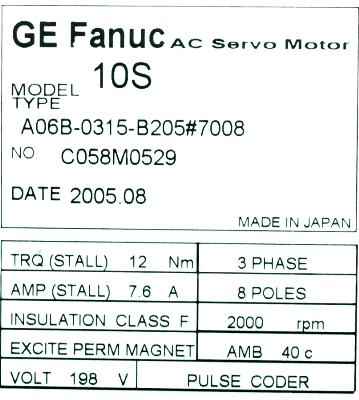 GE Fanuc AC Servo Motor
MODEL 10S
TYPE
A06B-0315-B205#7008
NO C058M0529
DATE 2005.08
MADE IN JAPAN
TRQ (STALL) 12 Nm 3 PHASE
AMP (STALL) 7.6 A 8 POLES
INSULATION CLASS F 2000 rpm
EXCITE PERM MAGNET AMB 40 c
VOLT 198 V PULSE CODER